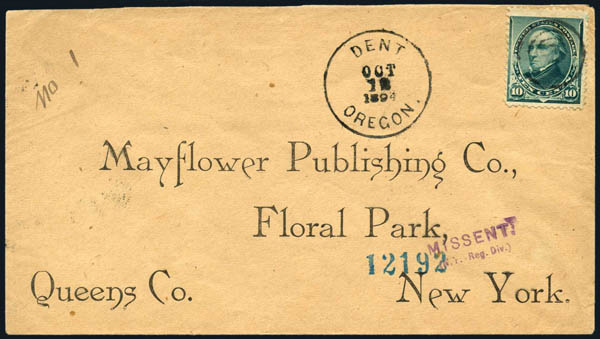 No 1
DENT
OCT
12
1894
OREGON.
10 10
Mayflower Publishing Co.,
Floral Park,
MISSENT.
(N.Y. Reg. Div.)
12192
Queens Co. New York.